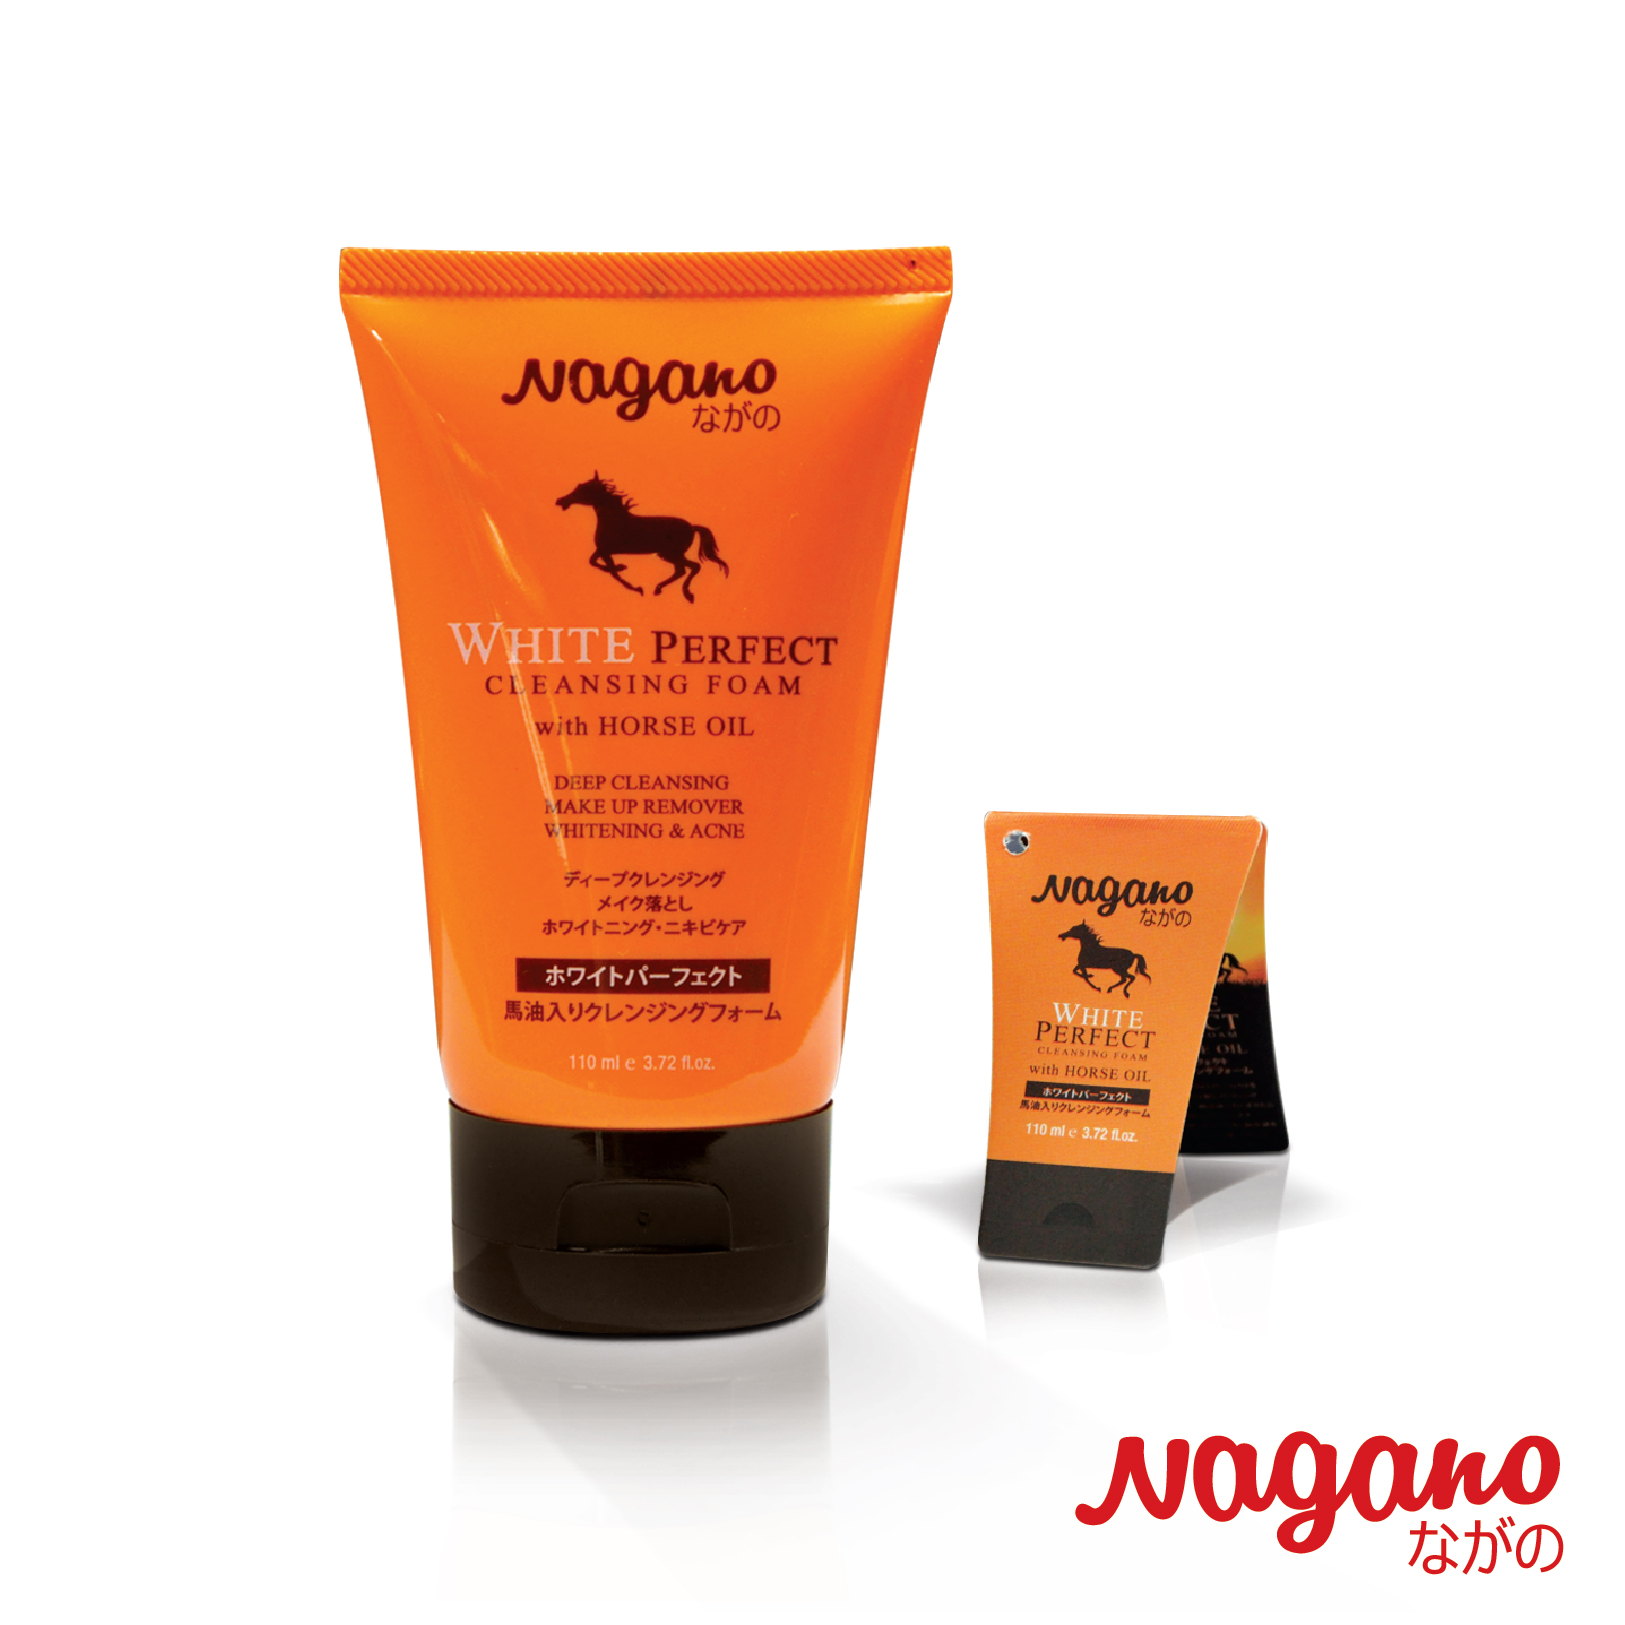 Nagano
ながの
WHITE PERFECT
CLEANSING FOAM
with HORSE OIL
DEEP CLEANSING
MAKE UP REMOVER
WHITENING & ACNE
ディープクレンジング
メイク落とし
ホワイトニング・ニキビケア
ホワイトパーフェクト
馬油入りクレンジングフォーム
110 ml e 3.72 fl.oz.
Nagano
ながの
WHITE
PERFECT
CLEANSING FOAM
with HORSE OIL
ホワイトパーフェクト
馬油入りクレンジングフォーム
110 ml e 3.72 fl.oz.
Nagano
ながの